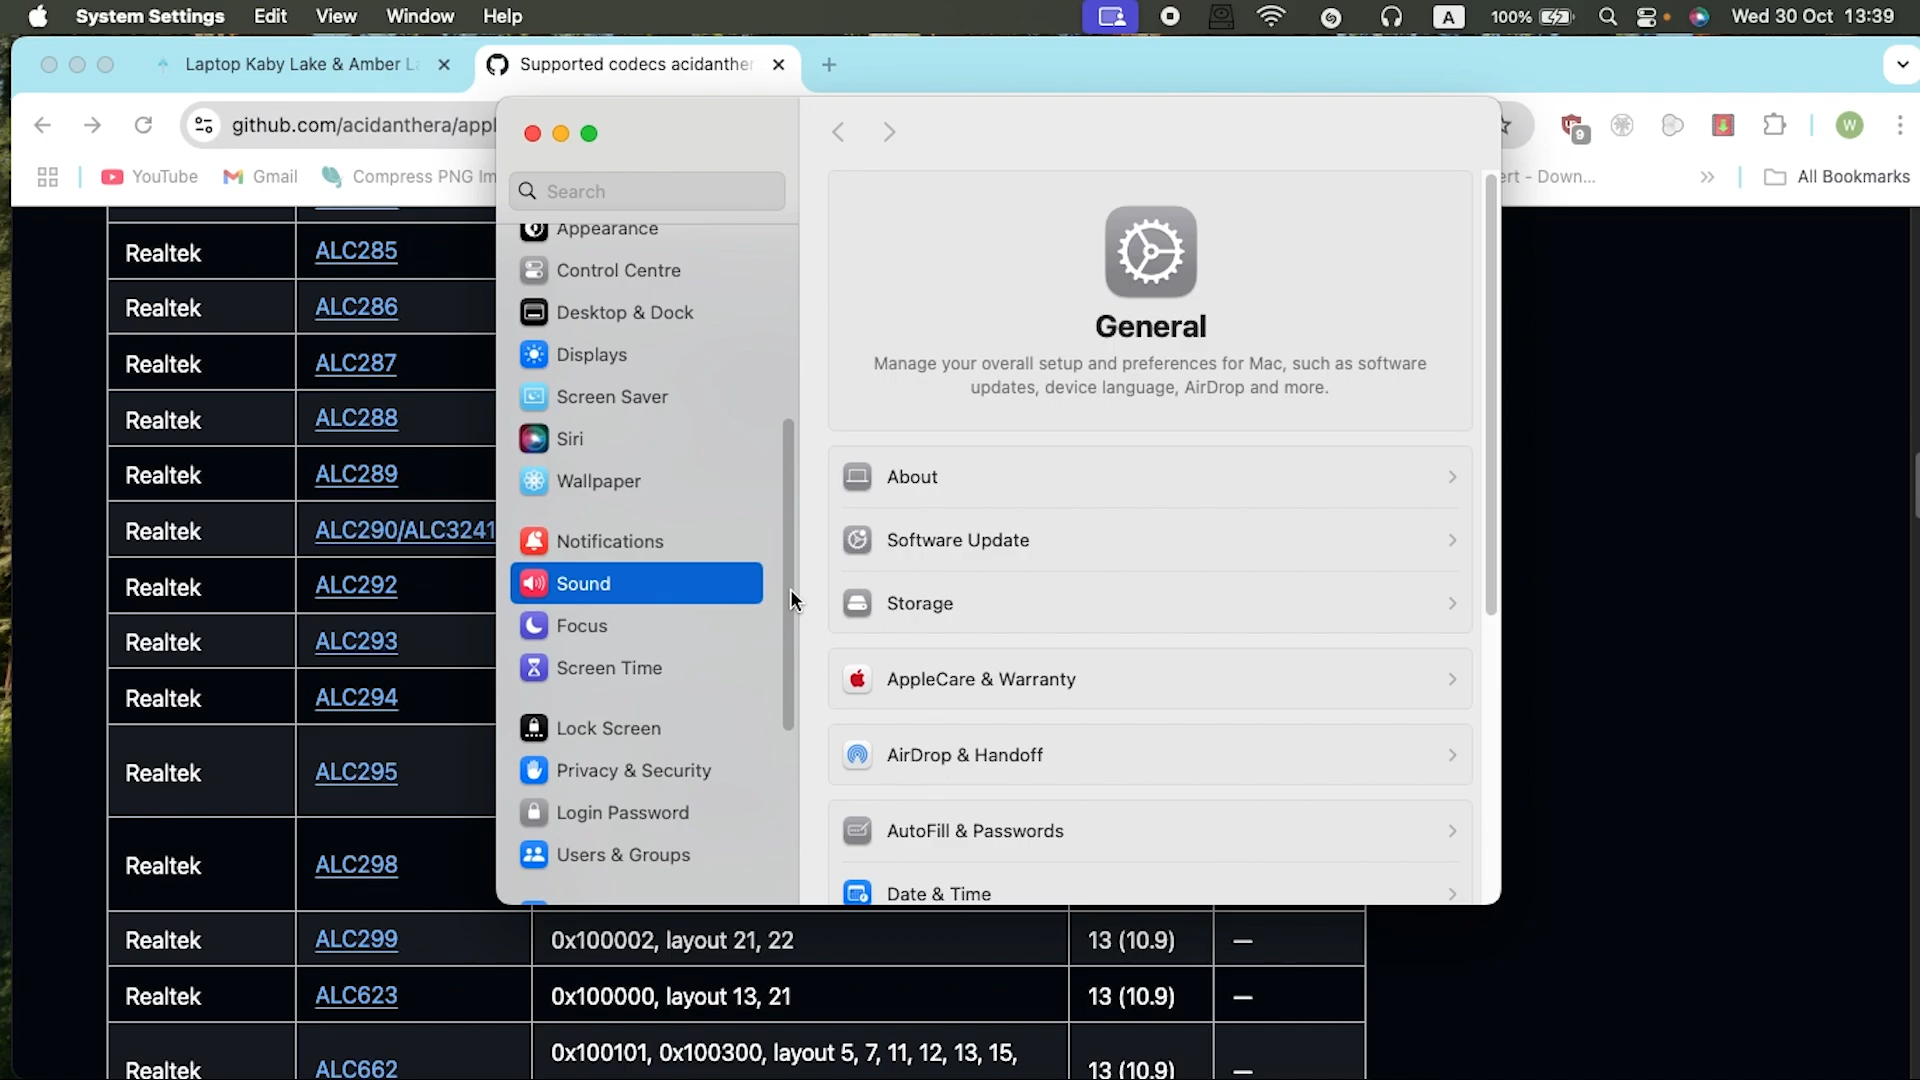 System Settings Edit View Window Help
A 100% Wed 30 Oct 13:39
Laptop Kaby Lake & Amber L
Supported codecs acidanther
github.com/acidanthera/appl
9
W
YouTube Gmail Compress PNG Im
ert - Down...
» All Bookmarks
Search
Appearance
Control Centre
Desktop & Dock
Displays
Screen Saver
Siri
Wallpaper
Notifications
Sound
Focus
Screen Time
Lock Screen
Privacy & Security
Login Password
Users & Groups
General
Manage your overall setup and preferences for Mac, such as software
updates, device language, AirDrop and more.
About
Software Update
Storage
AppleCare & Warranty
AirDrop & Handoff
AutoFill & Passwords
Date & Time
Realtek ALC285
Realtek ALC286
Realtek ALC287
Realtek ALC288
Realtek ALC289
Realtek ALC290/ALC3241
Realtek ALC292
Realtek ALC293
Realtek ALC294
Realtek ALC295
Realtek ALC298
Realtek ALC299 0x100002, layout 21, 22 13 (10.9) —
Realtek ALC623 0x100000, layout 13, 21 13 (10.9) —
0x100101, 0x100300, layout 5, 7, 11, 12, 13, 15,
Realtek ALC662 13 (10.9) —